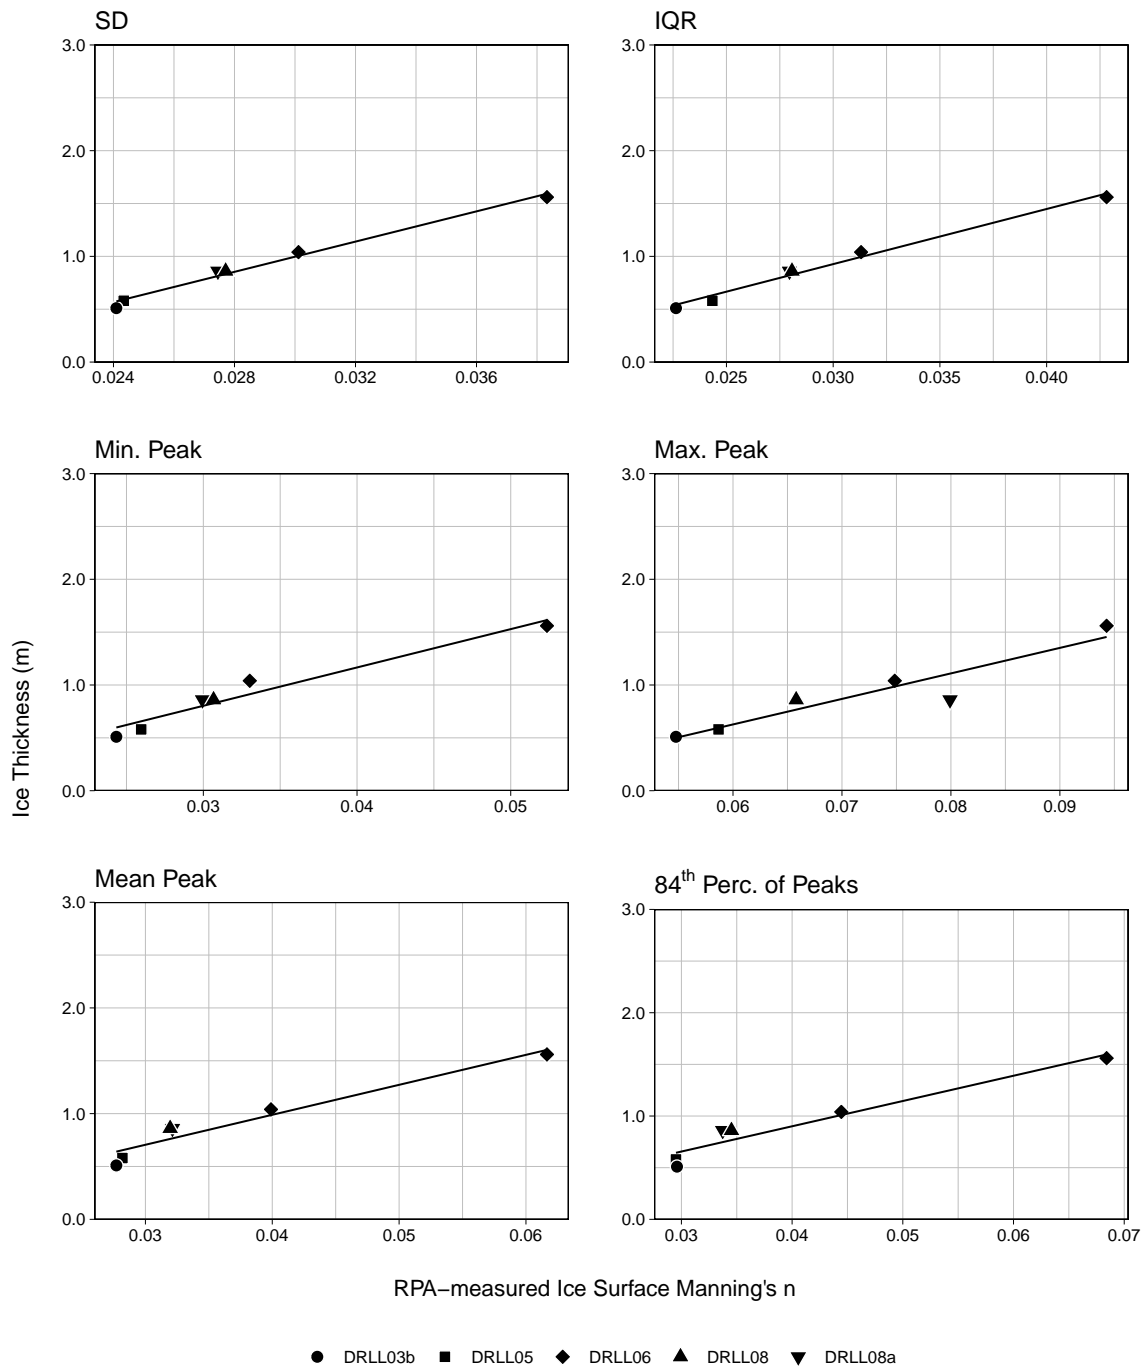 SD
IQR
3.0
2.0
1.0
0.0
0.024 0.028 0.032 0.036
3.0
2.0
1.0
0.0
0.025 0.030 0.035 0.040
Min. Peak
Max. Peak
3.0
2.0
1.0
0.0
0.03 0.04 0.05
3.0
2.0
1.0
0.0
0.06 0.07 0.08 0.09
Ice Thickness (m)
Mean Peak
84th Perc. of Peaks
3.0
2.0
1.0
0.0
0.03 0.04 0.05 0.06
3.0
2.0
1.0
0.0
0.03 0.04 0.05 0.06 0.07
RPA−measured Ice Surface Manning's n
DRLL03b DRLL05 DRLL06 DRLL08 DRLL08a